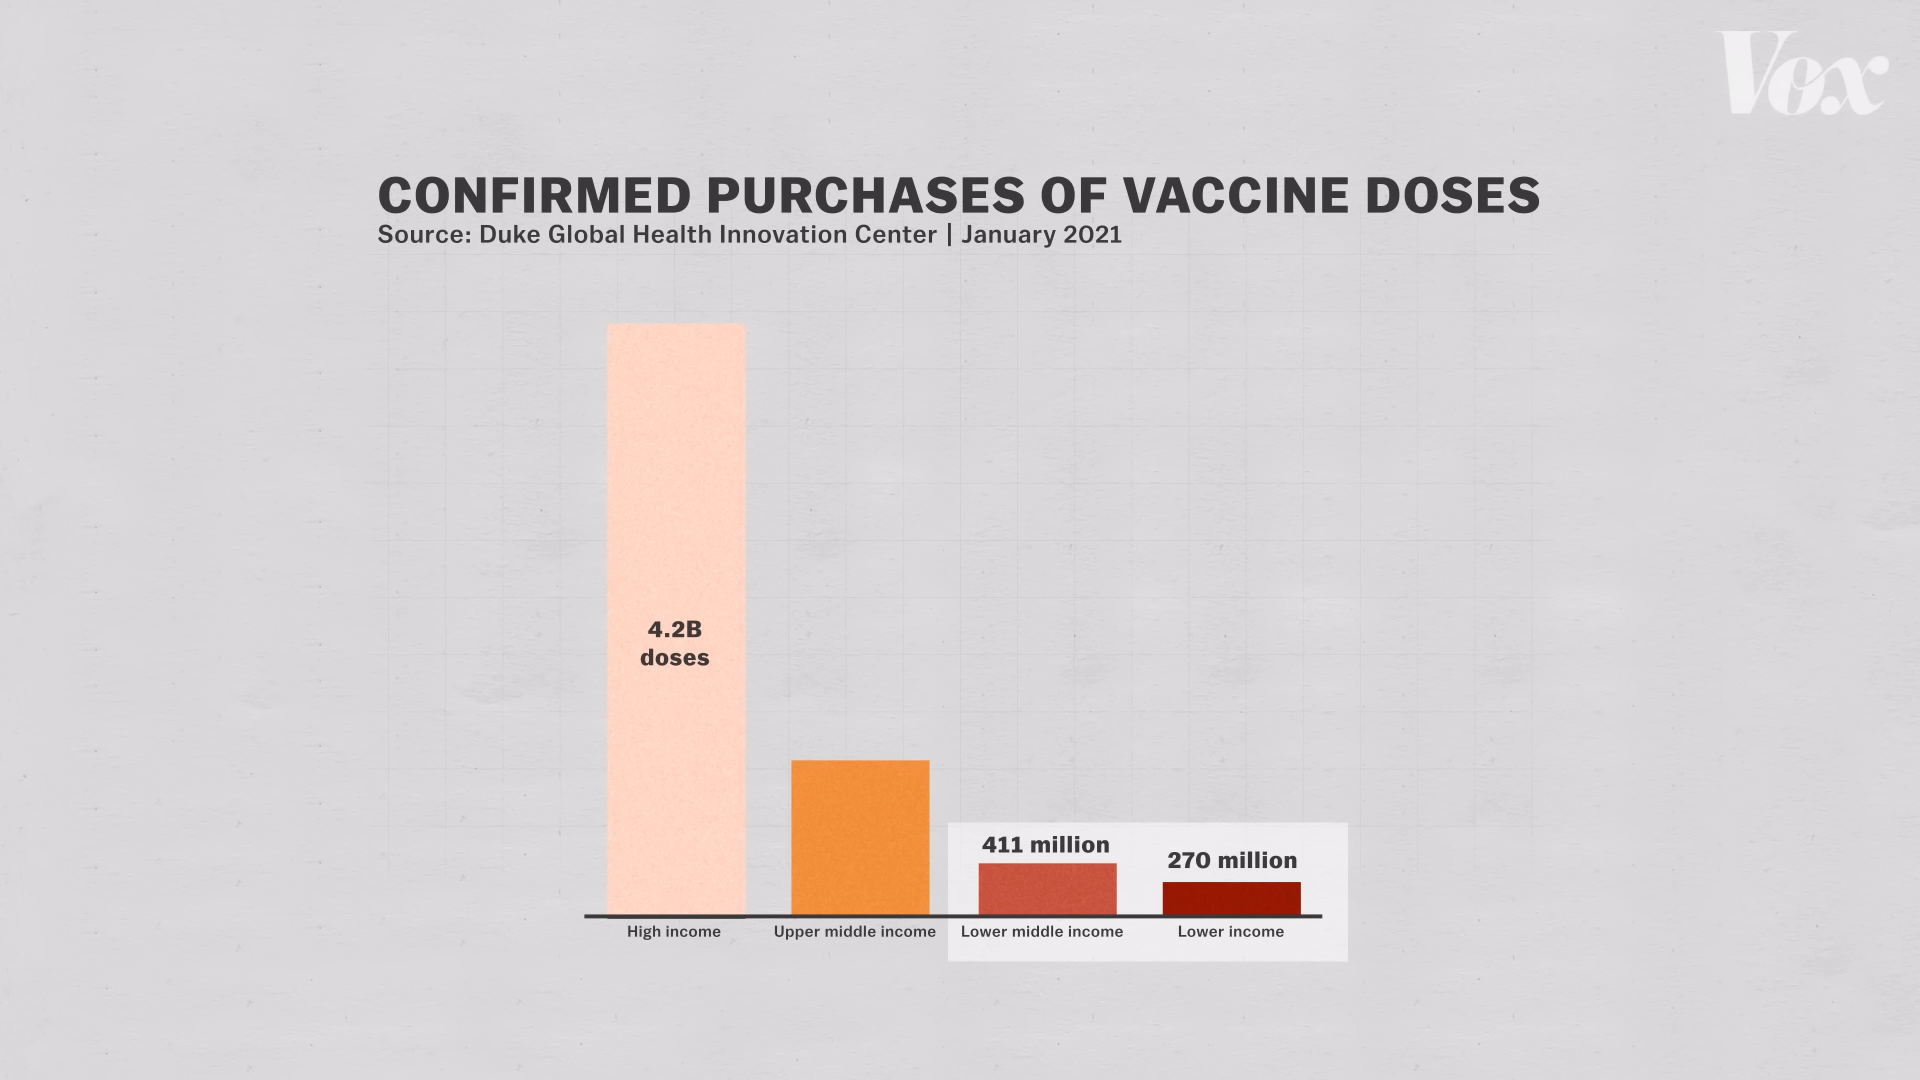 Vox
CONFIRMED PURCHASES OF VACCINE DOSES
Source: Duke Global Health Innovation Center | January 2021
4.2B
doses
411 million
270 million
High income
Upper middle income
Lower middle income
Lower income